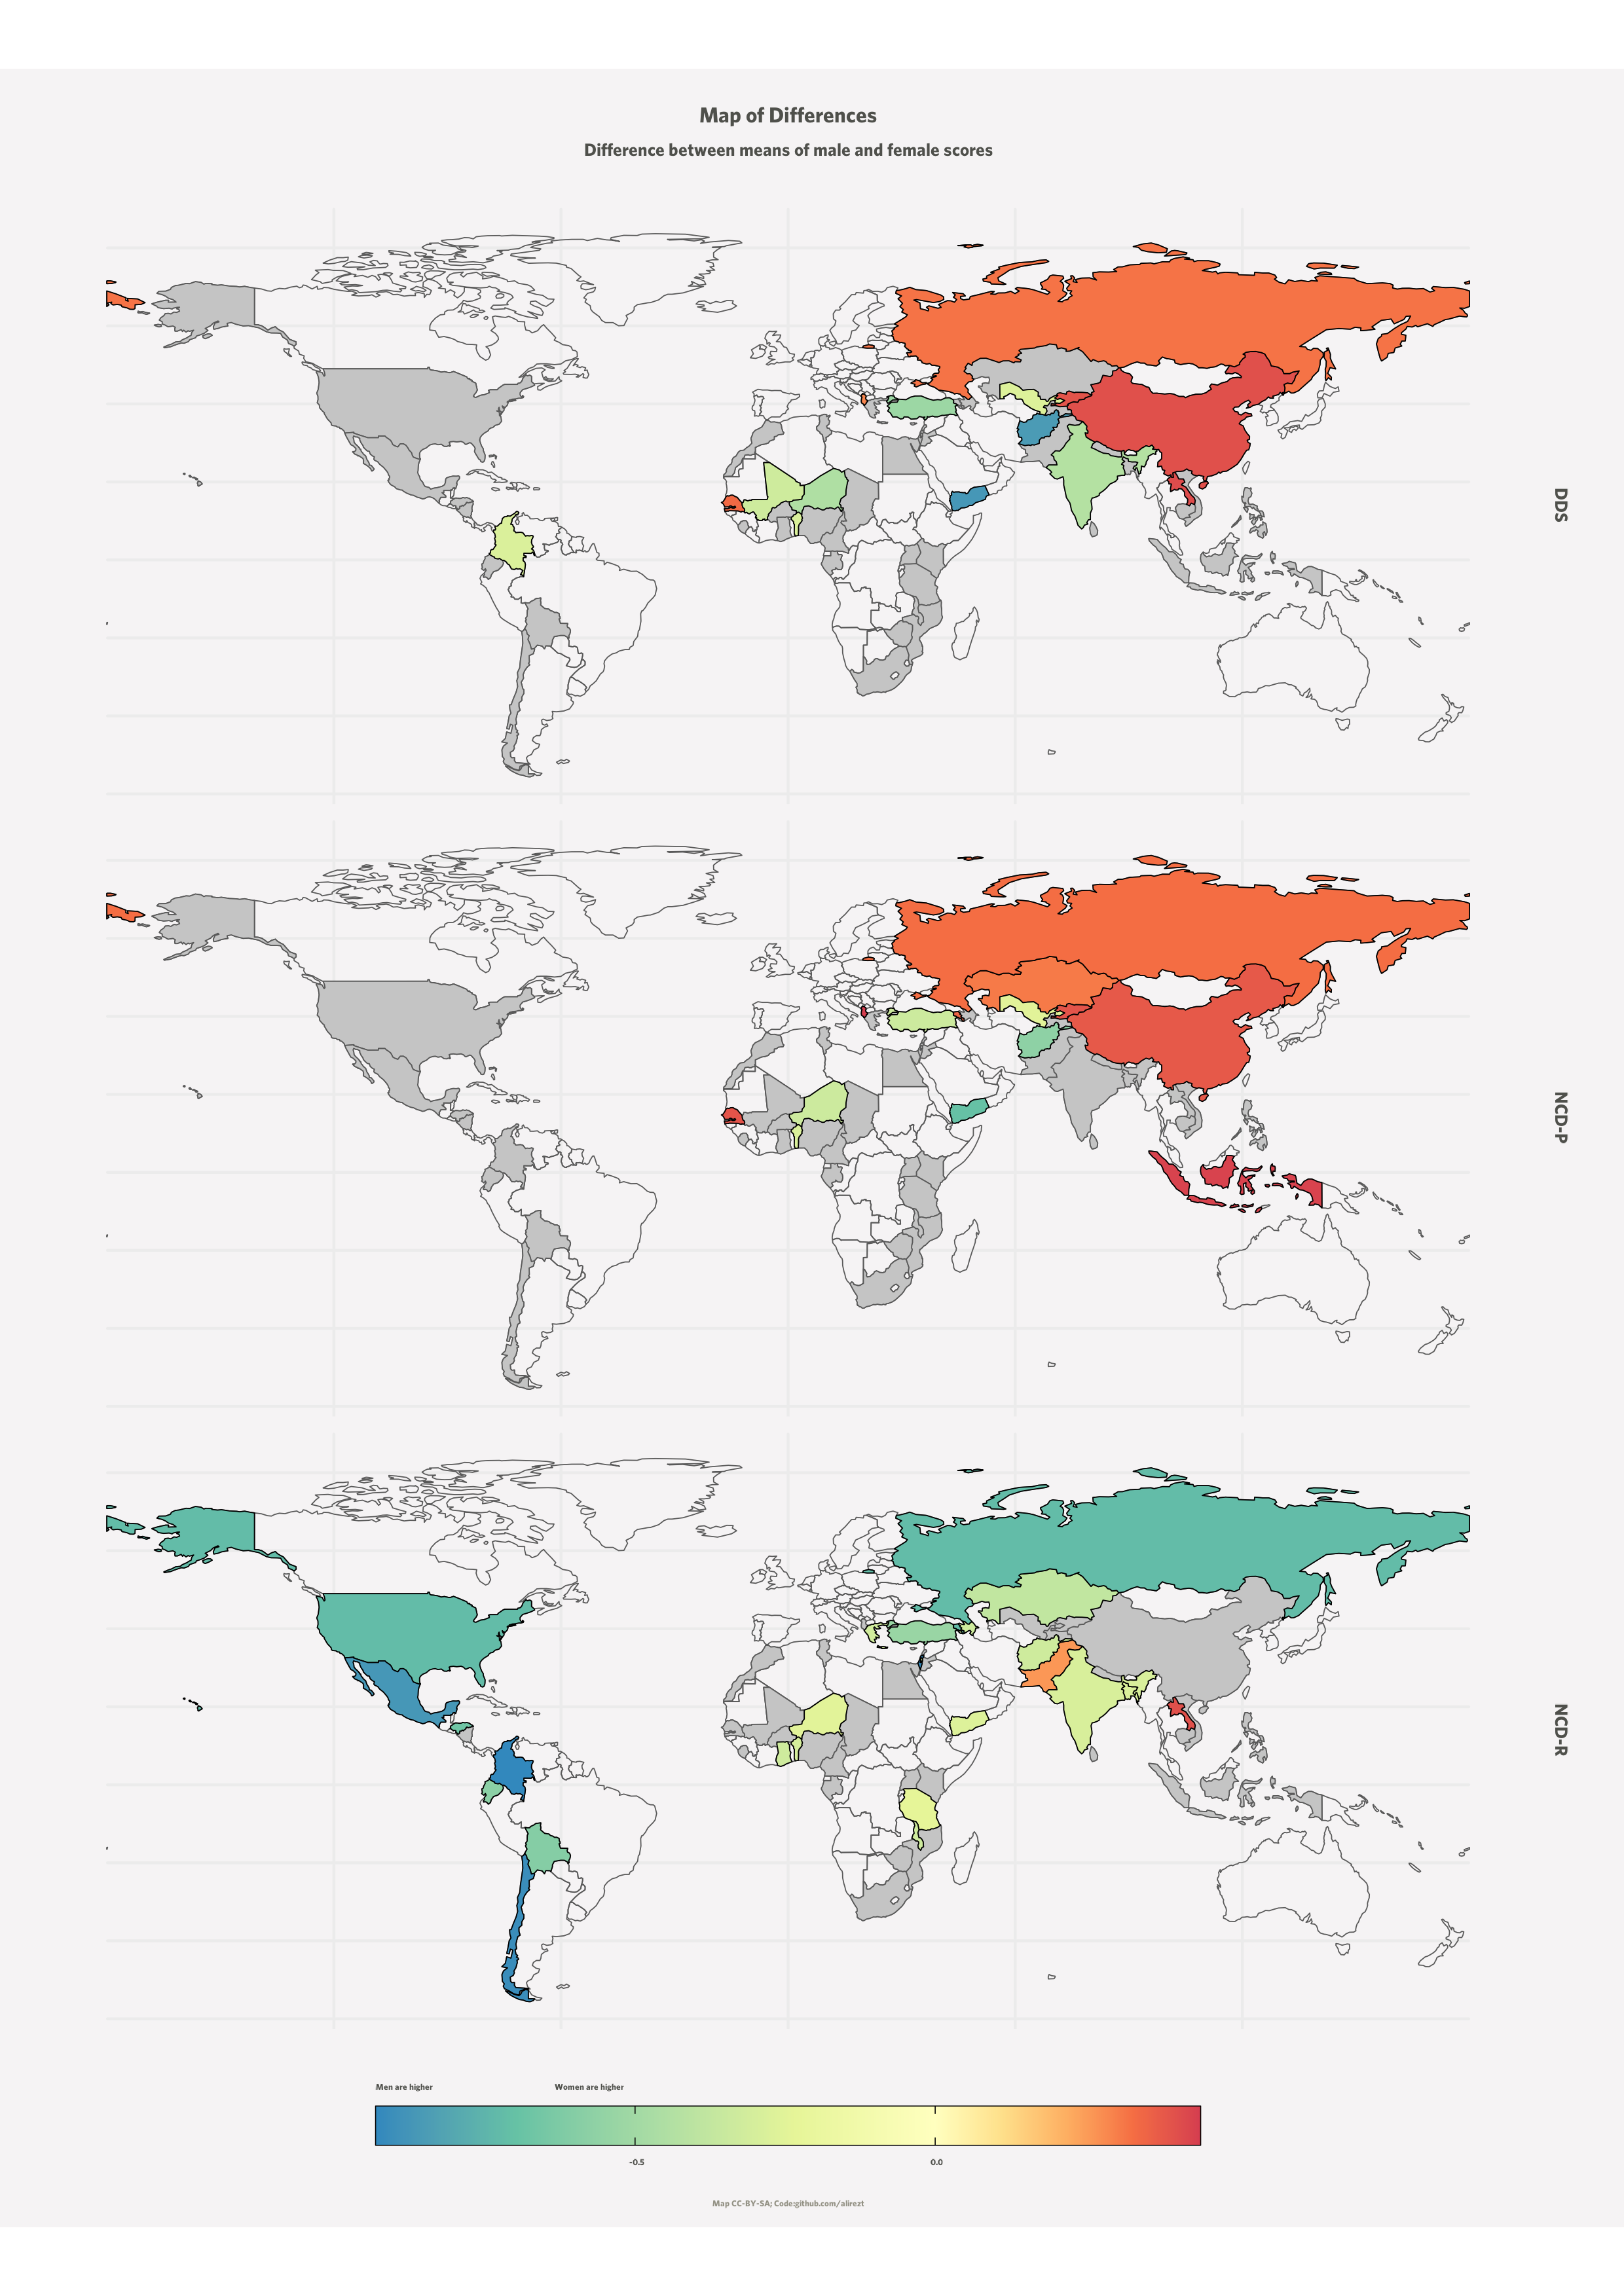 Map of Differences
Difference between means of male and female scores
DDS
NCD-P
NCD-R
Men are higher
Women are higher
-0.5
0.0
Map CC-BY-SA; Code:github.com/alirezt